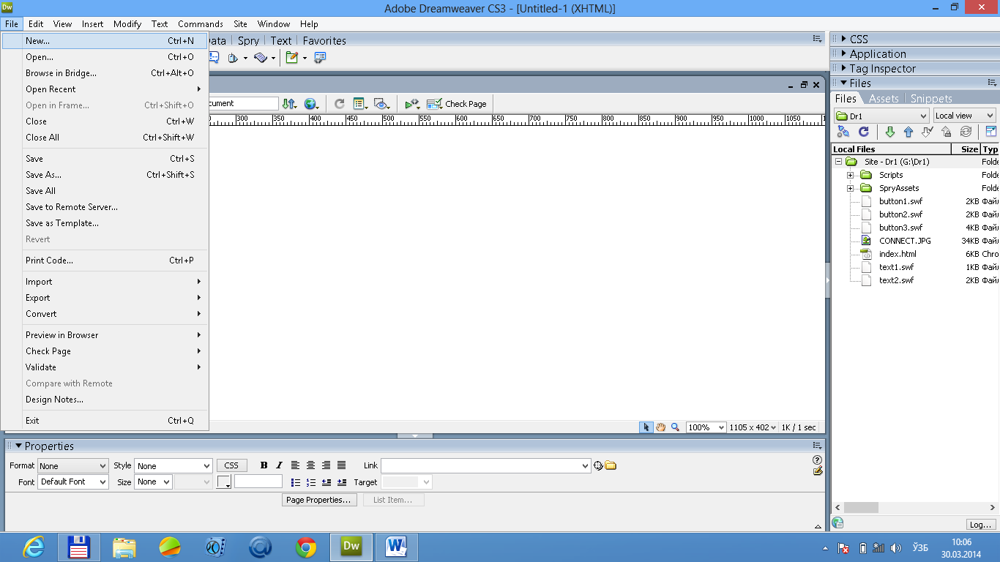 Dw Adobe Dreamweaver CS3 - [Untitled-1 (XHTML)]
File Edit View Insert Modify Text Commands Site Window Help
New... Ctrl+N
Open... Ctrl+O
Browse in Bridge... Ctrl+Alt+O
Open Recent
Open in Frame... Ctrl+Shift+O
Close Ctrl+W
Close All Ctrl+Shift+W
Save Ctrl+S
Save As... Ctrl+Shift+S
Save All
Save to Remote Server...
Save as Template...
Revert
Print Code... Ctrl+P
Import
Export
Convert
Preview in Browser
Check Page
Validate
Compare with Remote
Design Notes...
Exit Ctrl+Q
ata Spry Text Favorites
cument Check Page
300 350 400 450 500 550 600 650 700 750 800 850 900 950 1000 1050
100% 1105 x 402 1K / 1 sec
CSS
Application
Tag Inspector
Files
Files Assets Snippets
Dr1 Local view
Local Files Size Typ
Site - Dr1 (G:\Dr1) Folde
Scripts Folde
SpryAssets Folde
button1.swf 2KB Файл
button2.swf 2KB Файл
button3.swf 4KB Файл
CONNECT.JPG 34KB Файл
index.html 6KB Chro
text1.swf 1KB Файл
text2.swf 2KB Файл
Log...
Properties
Format None Style None CSS B I Link
Font Default Font Size None Target
Page Properties... List Item...
Dw W ЎЗБ 10:06
30.03.2014